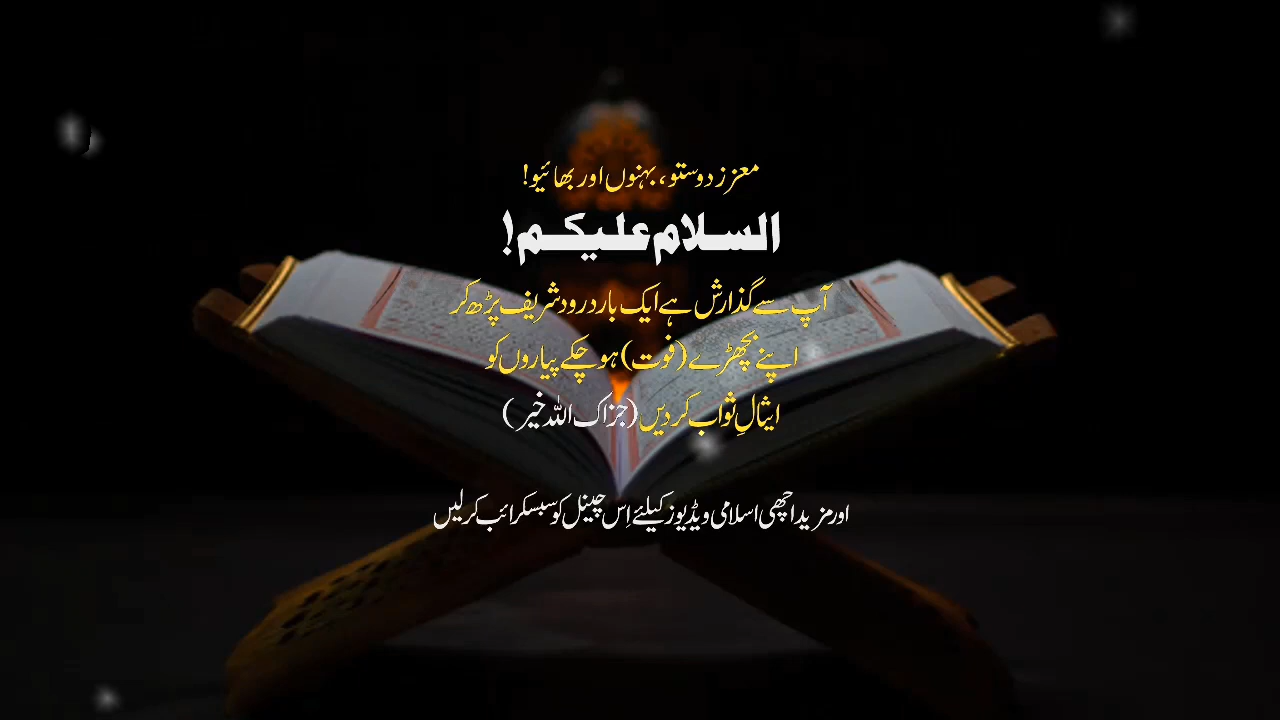 معزز دوستو، بہنوں اور بھائیو!
السلام علیکم!
آپ سے گذارش ہے ایک بار درود شریف پڑھ کر
اپنے بچھڑے (فوت) ہو چکے پیاروں کو
ایثالِ ثواب کر دیں (جزاک اللہ خیر)
اور مزید اچھی اسلامی ویڈیوز کیلئے اِس چینل کو سبسکرائب کر لیں